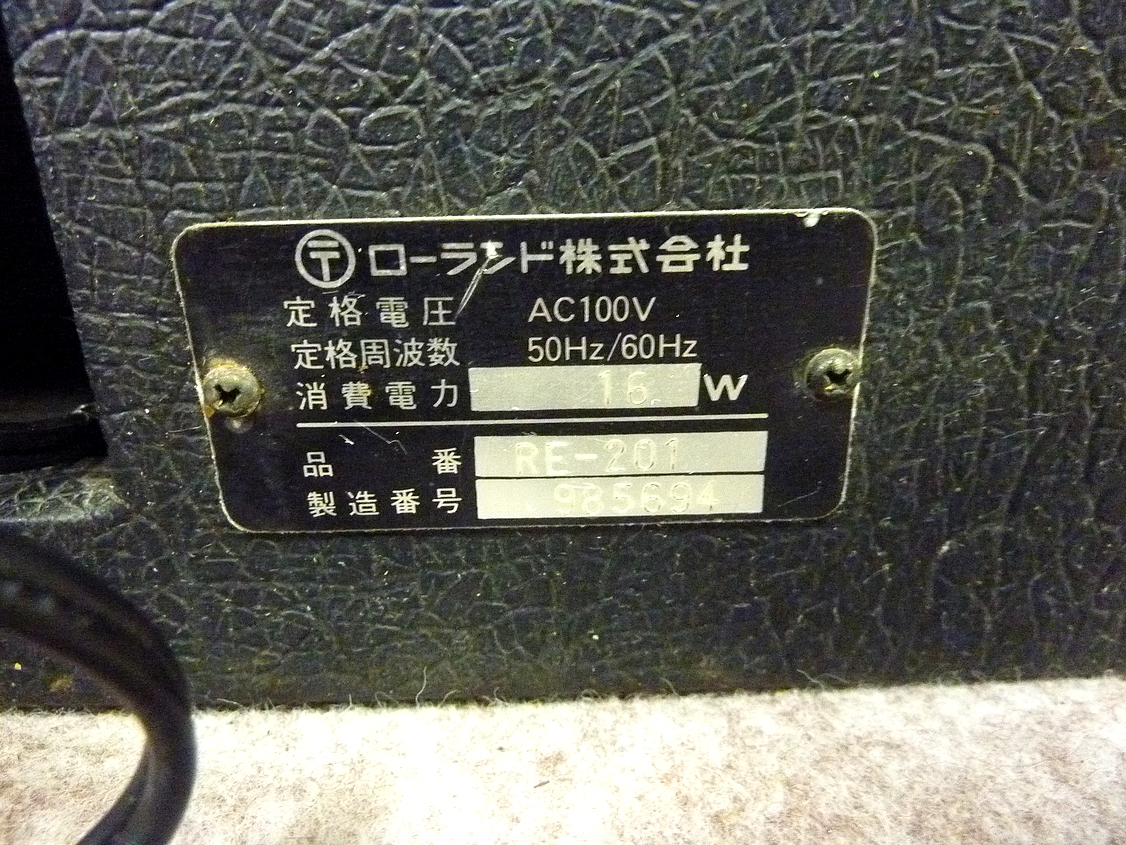 〒 ローランド株式会社
定格電圧 AC100V
定格周波数 50Hz/60Hz
消費電力 16 W
品番 RE-201
製造番号 985694